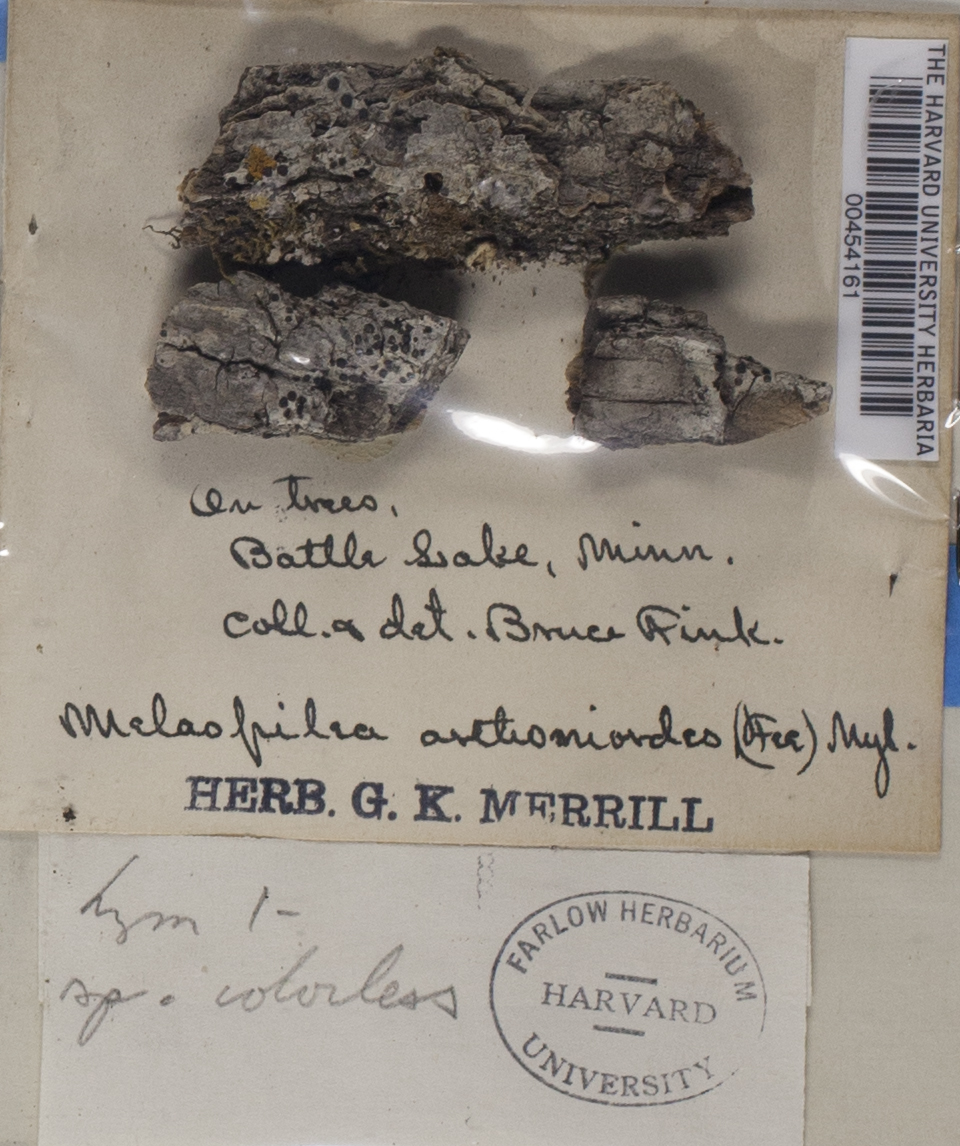 THE HARVARD UNIVERSITY HERBARIA
00454161
On trees,
Battle Lake, Minn.
Coll. & det. Bruce Fink.
Melaspilea arthonioides (Fee) Nyl.
HERB. G. K. MERRILL
hym I-
sp. colorless
FARLOW HERBARIUM
HARVARD
UNIVERSITY